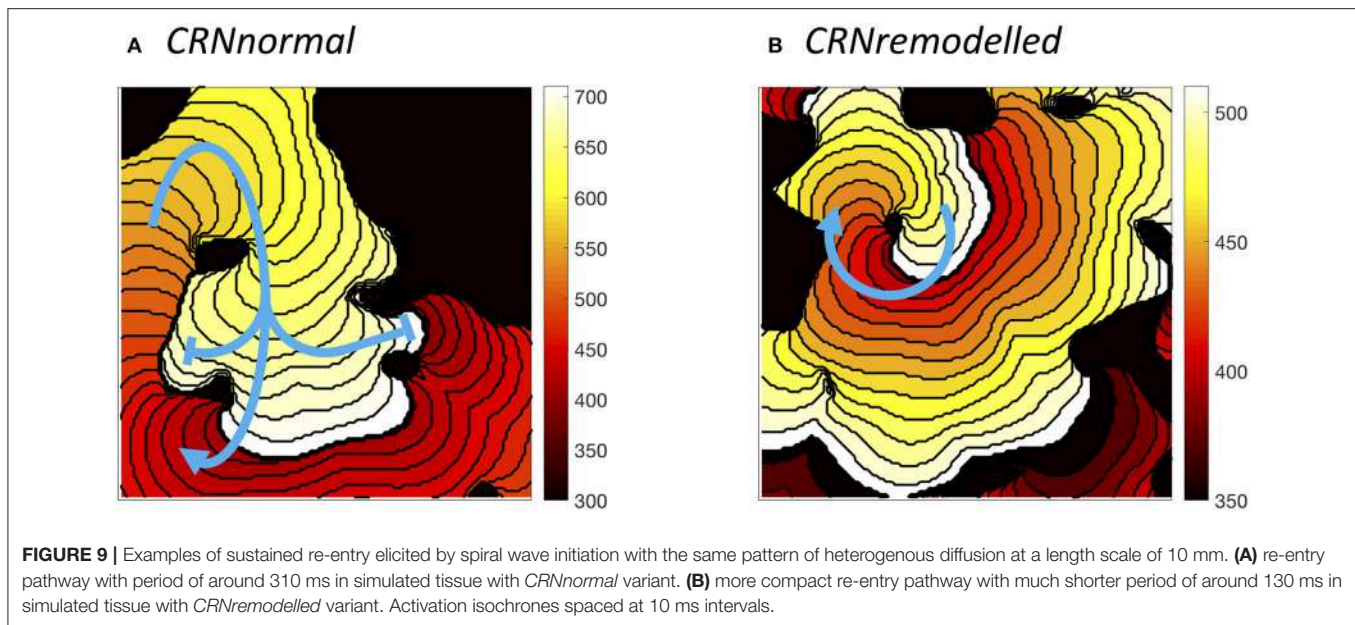 A CRNnormal
B CRNremodelled
700
650
600
550
500
450
400
350
300
500
450
400
350
FIGURE 9 | Examples of sustained re-entry elicited by spiral wave initiation with the same pattern of heterogenous diffusion at a length scale of 10 mm. (A) re-entry
pathway with period of around 310 ms in simulated tissue with CRNnormal variant. (B) more compact re-entry pathway with much shorter period of around 130 ms in
simulated tissue with CRNremodelled variant. Activation isochrones spaced at 10 ms intervals.